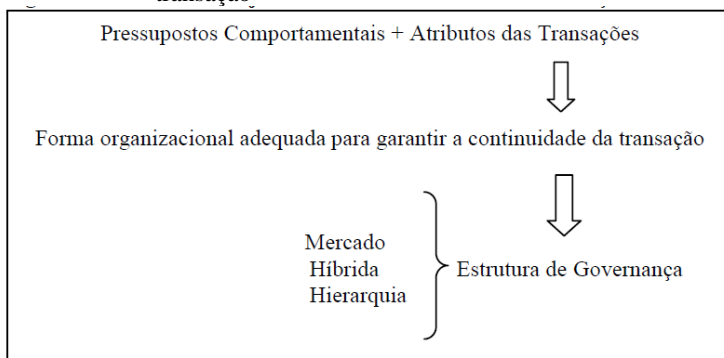 transação
Pressupostos Comportamentais + Atributos das Transações
Forma organizacional adequada para garantir a continuidade da transação
Mercado
Híbrida
Hierarquia
Estrutura de Governança